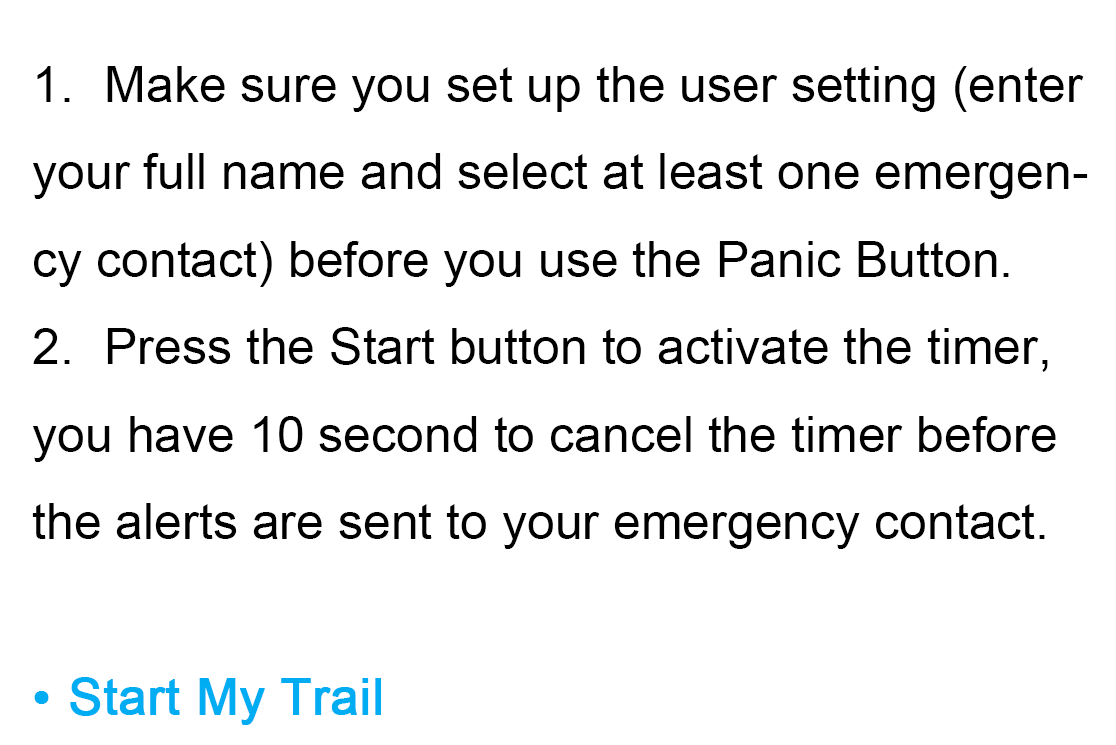 1.  Make sure you set up the user setting (enter
your full name and select at least one emergen-
cy contact) before you use the Panic Button.
2.  Press the Start button to activate the timer,
you have 10 second to cancel the timer before
the alerts are sent to your emergency contact.
• Start My Trail